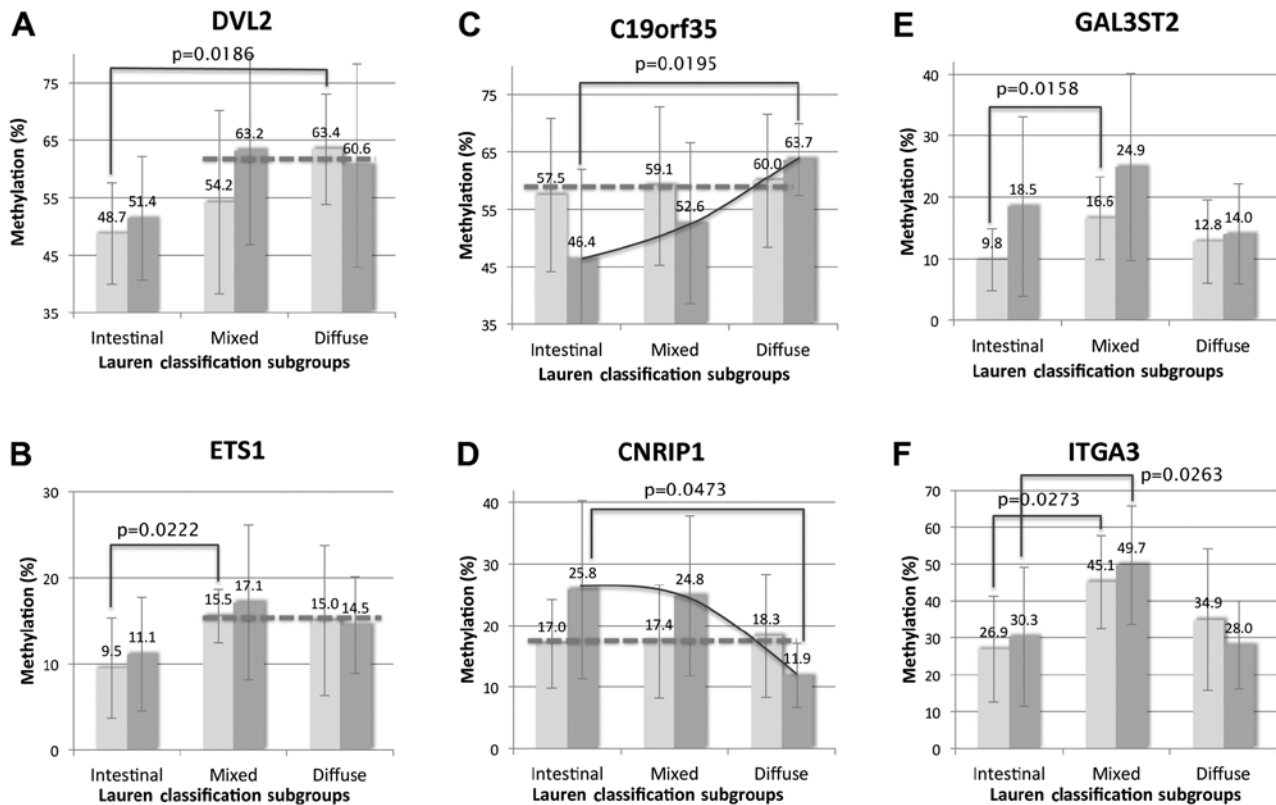 A
DVL2
p=0.0186
Methylation (%)
75
65
55
45
35
48.7
51.4
54.2
63.2
63.4
60.6
Intestinal Mixed Diffuse
Lauren classification subgroups
C
C19orf35
p=0.0195
Methylation (%)
75
65
55
45
35
57.5
46.4
59.1
52.6
60.0
63.7
Intestinal Mixed Diffuse
Lauren classification subgroups
E
GAL3ST2
p=0.0158
Methylation (%)
40
30
20
10
0
9.8
18.5
16.6
24.9
12.8
14.0
Intestinal Mixed Diffuse
Lauren classification subgroups
B
ETS1
p=0.0222
Methylation (%)
30
20
10
0
9.5
11.1
15.5
17.1
15.0
14.5
Intestinal Mixed Diffuse
Lauren classification subgroups
D
CNRIP1
p=0.0473
Methylation (%)
40
30
20
10
0
17.0
25.8
17.4
24.8
18.3
11.9
Intestinal Mixed Diffuse
Lauren classification subgroups
F
ITGA3
p=0.0263
p=0.0273
Methylation (%)
70
60
50
40
30
20
10
0
26.9
30.3
45.1
49.7
34.9
28.0
Intestinal Mixed Diffuse
Lauren classification subgroups